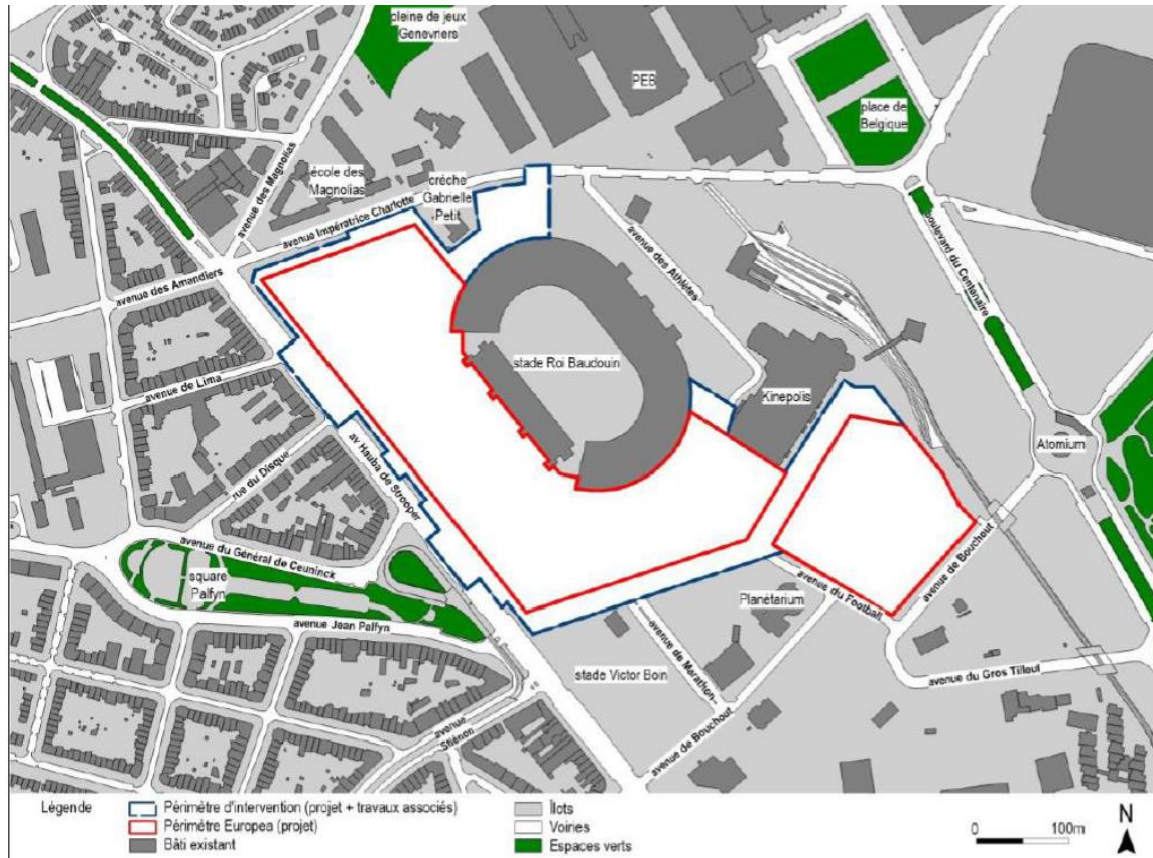 pleine de jeux
Genevriers
PEB
place de
Belgique
avenue des Magnolias
école des
Magnolias
crèche
Gabrielle
Petit
avenue Impératrice Charlotte
boulevard du Centenaire
avenue des Athlètes
avenue des Amandiers
stade Roi Baudouin
avenue de Lima
Kinepolis
Atomium
av Hauba de Strooper
rue du Disque
avenue de Bouchout
avenue du Général de Ceuninck
square
Palfyn
avenue du Football
Planétarium
avenue Jean Palfyn
avenue de Marathon
stade Victor Boin
avenue du Gros Tilleul
avenue
Stiénon
avenue de Bouchout
Légende
Périmètre d'intervention (projet + travaux associés)
Périmètre Europea (projet)
Bâti existant
Îlots
Voiries
Espaces verts
0 100m
N